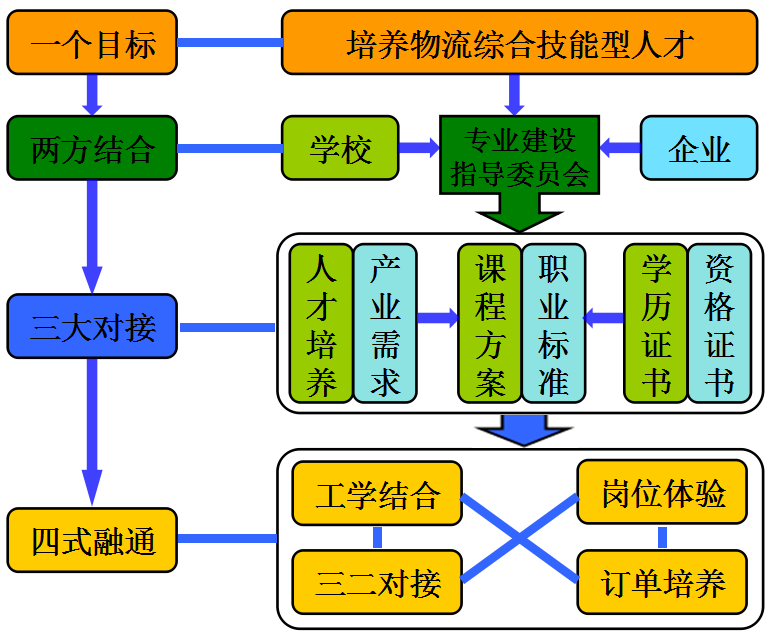 一个目标
培养物流综合技能型人才
两方结合
学校
专业建设
指导委员会
企业
三大对接
人才培养
产业需求
课程方案
职业标准
学历证书
资格证书
四式融通
工学结合
岗位体验
三二对接
订单培养